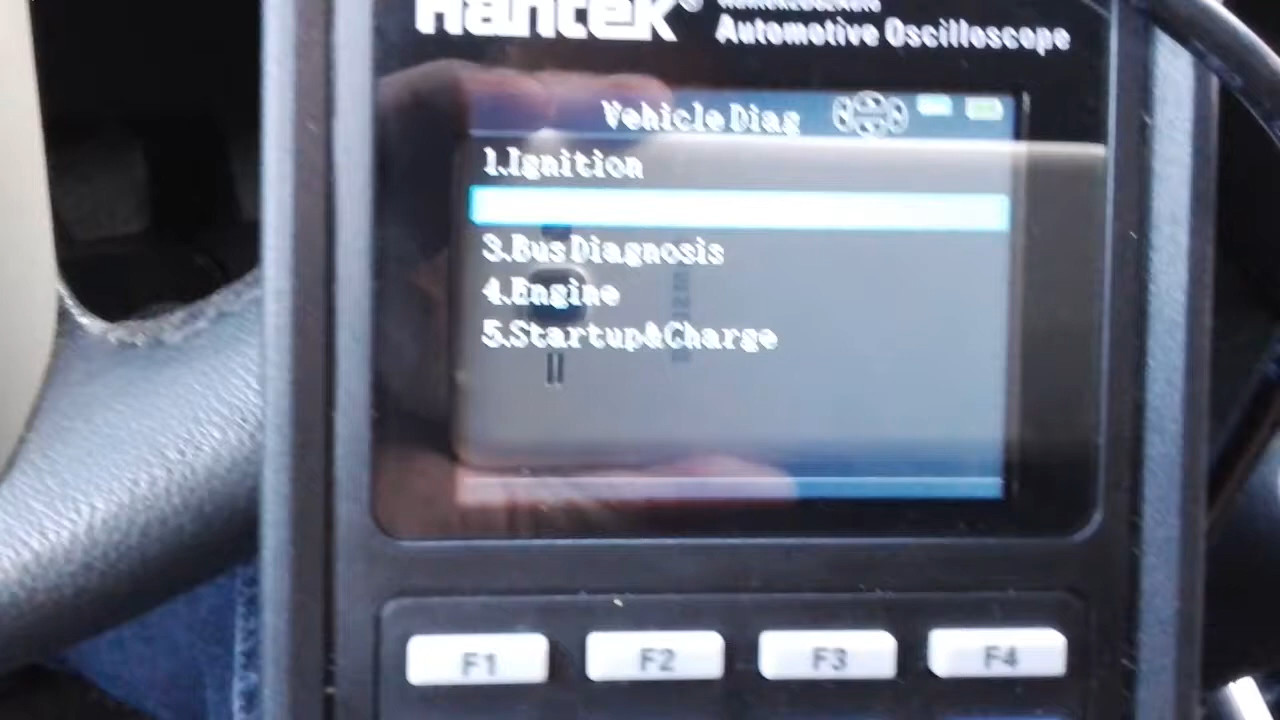 Hantek®
Automotive Oscilloscope
Vehicle Diag
1.Ignition
3.Bus Diagnosis
4.Engine
5.Startup&Charge
F1 F2 F3 F4